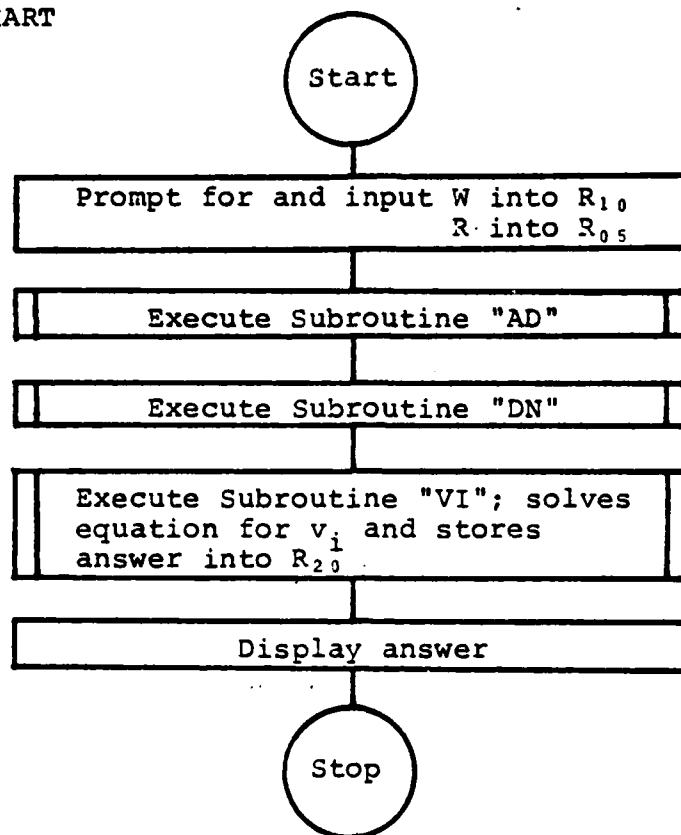 Start
Prompt for and input W into R₁₀
R into R₀₅
Execute Subroutine "AD"
Execute Subroutine "DN"
Execute Subroutine "VI"; solves
equation for vᵢ and stores
answer into R₂₀
Display answer
Stop